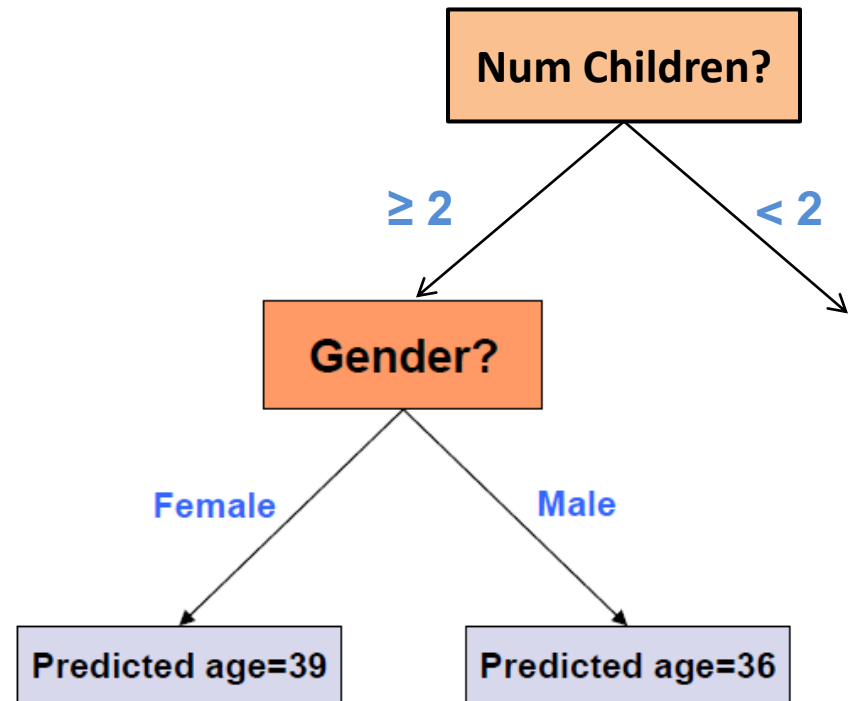 Num Children?
≥ 2
< 2
Gender?
Female
Male
Predicted age=39
Predicted age=36